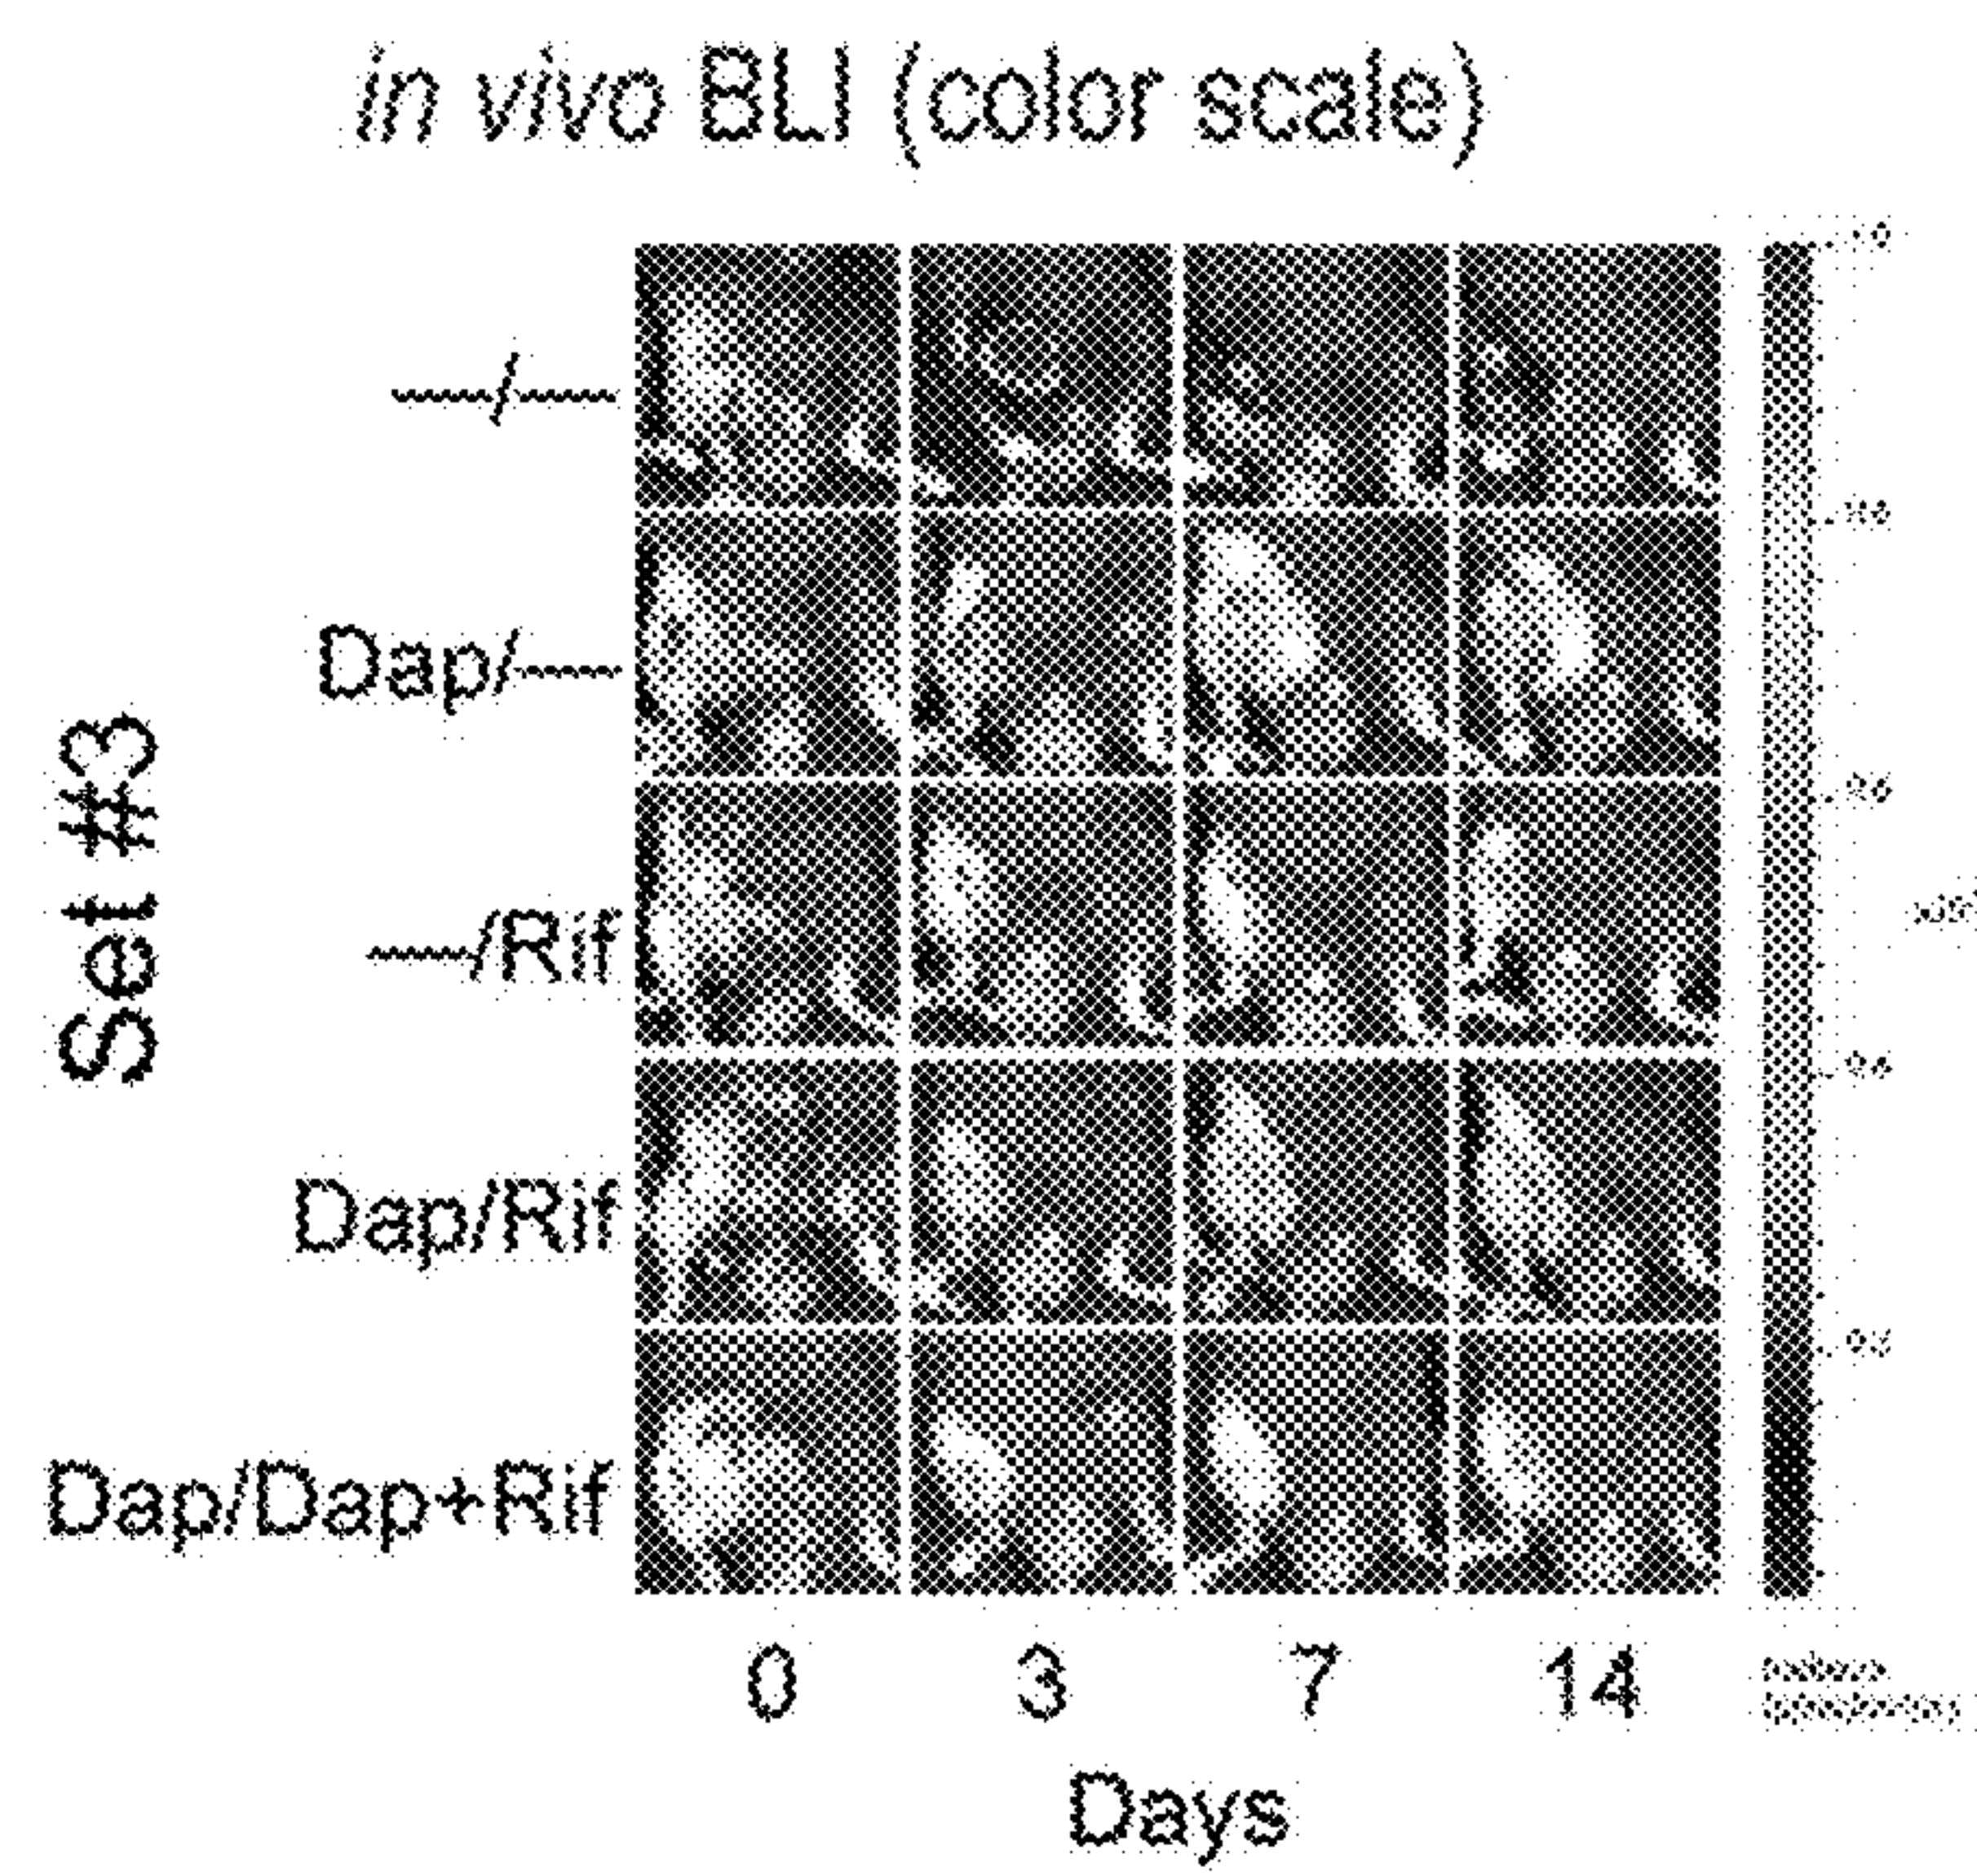 in vivo BLI (color scale)
Set #3
—/—
Dap/—
—/Rif
Dap/Rif
Dap/Dap+Rif
0 3 7 14
Days